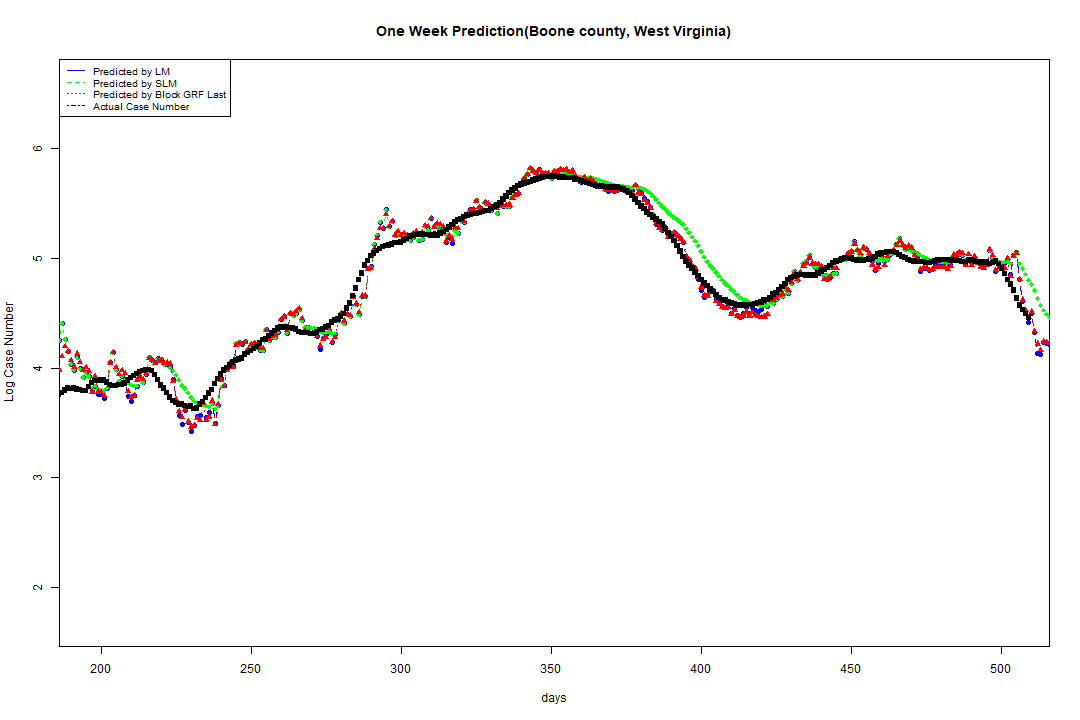 One Week Prediction(Boone county, West Virginia)
Predicted by LM
Predicted by SLM
Predicted by Block GRF Last
Actual Case Number
6
5
4
3
2
Log Case Number
200 250 300 350 400 450 500
days